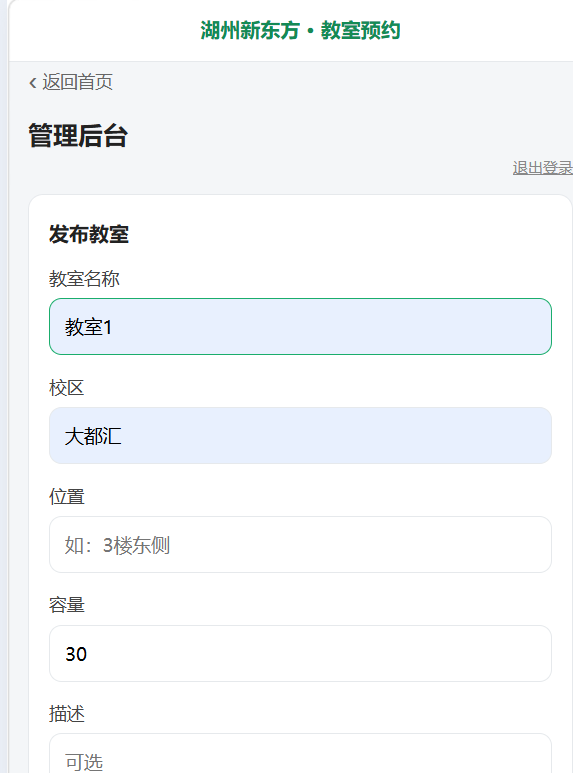 湖州新东方·教室预约
‹ 返回首页
管理后台
退出登录
发布教室
教室名称
教室1
校区
大都汇
位置
如：3楼东侧
容量
30
描述
可选